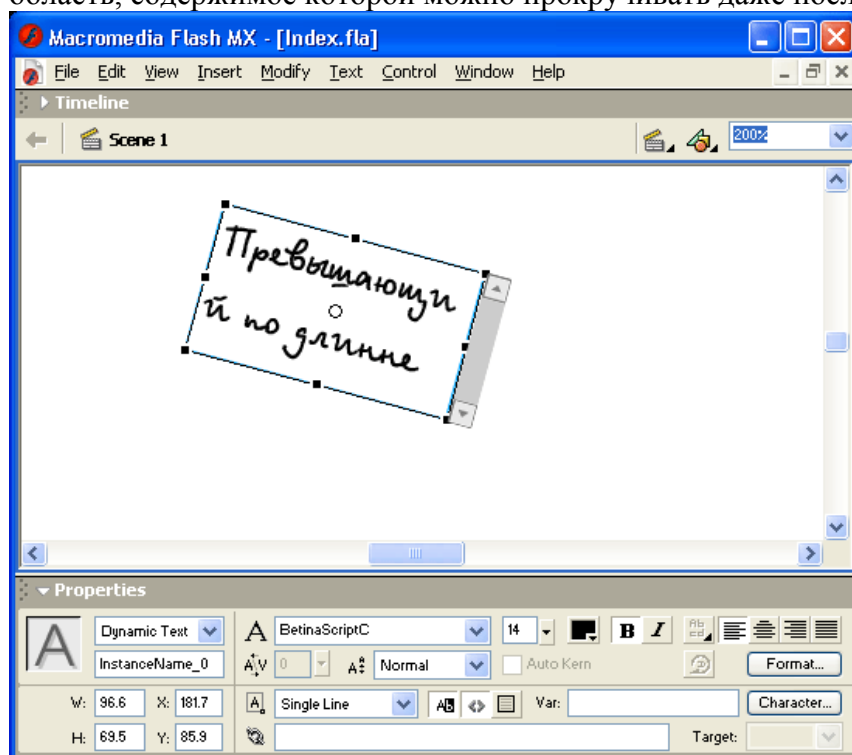 область, содержимое которой можно прокручивать даже посл
Macromedia Flash MX - [Index.fla]
File Edit View Insert Modify Text Control Window Help
Timeline
Scene 1 200%
Превышающи
й по длинне
Properties
A Dynamic Text A BetinaScriptC 14 B I Format...
InstanceName_0 A V 0 A Normal Auto Kern
W: 96.6 X: 181.7 A Single Line AB <> Var: Character...
H: 69.5 Y: 85.9 Target: